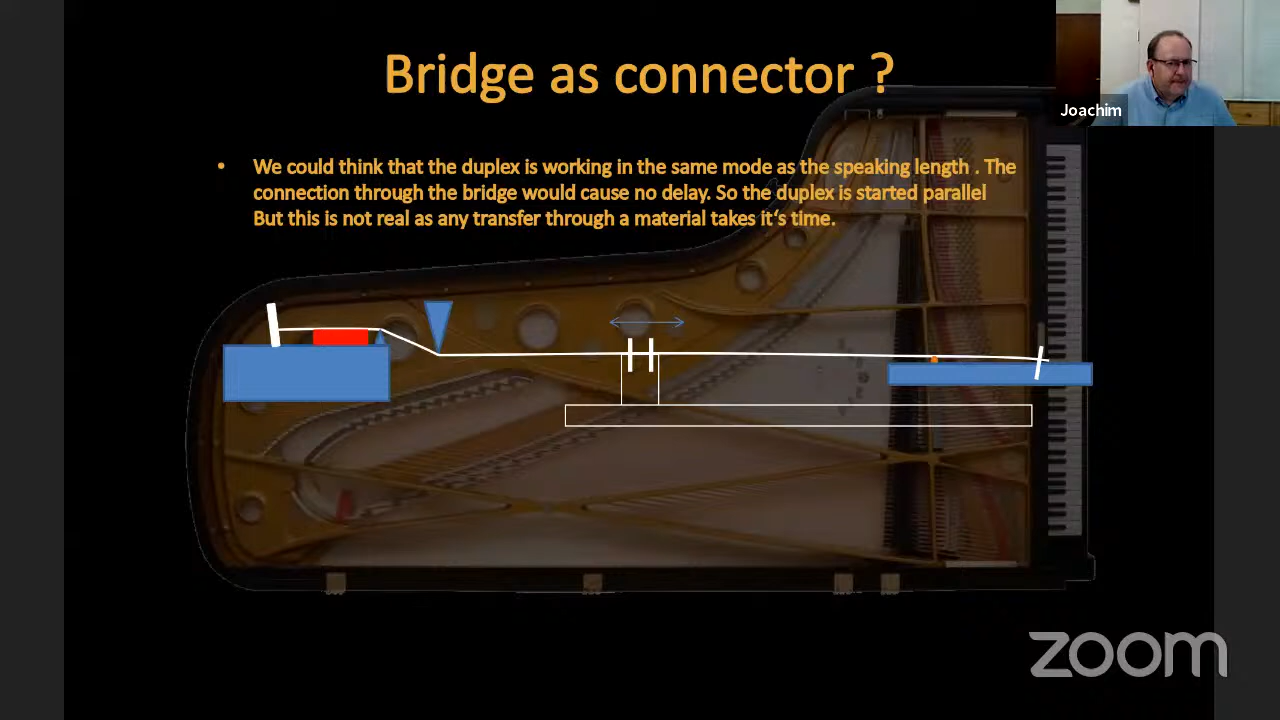 Bridge as connector ?
Joachim
• We could think that the duplex is working in the same mode as the speaking length . The
connection through the bridge would cause no delay. So the duplex is started parallel
But this is not real as any transfer through a material takes it‘s time.
zoom